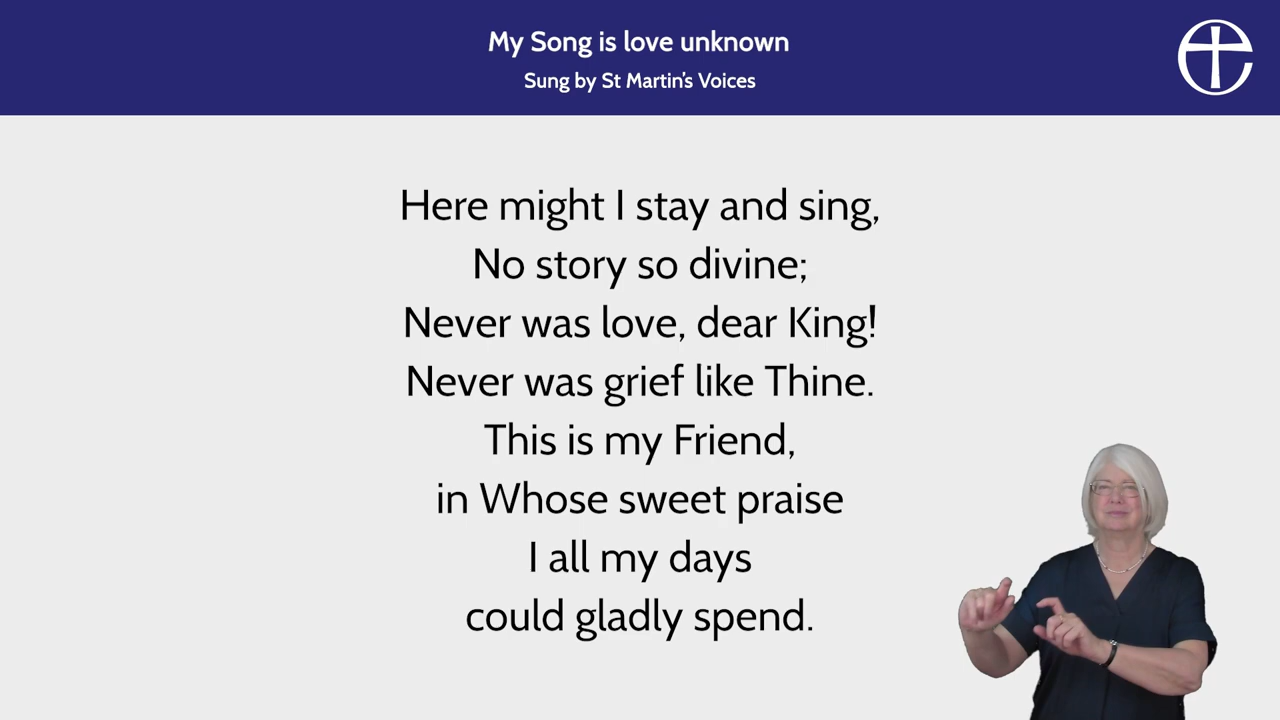 My Song is love unknown
Sung by St Martin's Voices
Here might I stay and sing,
No story so divine;
Never was love, dear King!
Never was grief like Thine.
This is my Friend,
in Whose sweet praise
I all my days
could gladly spend.